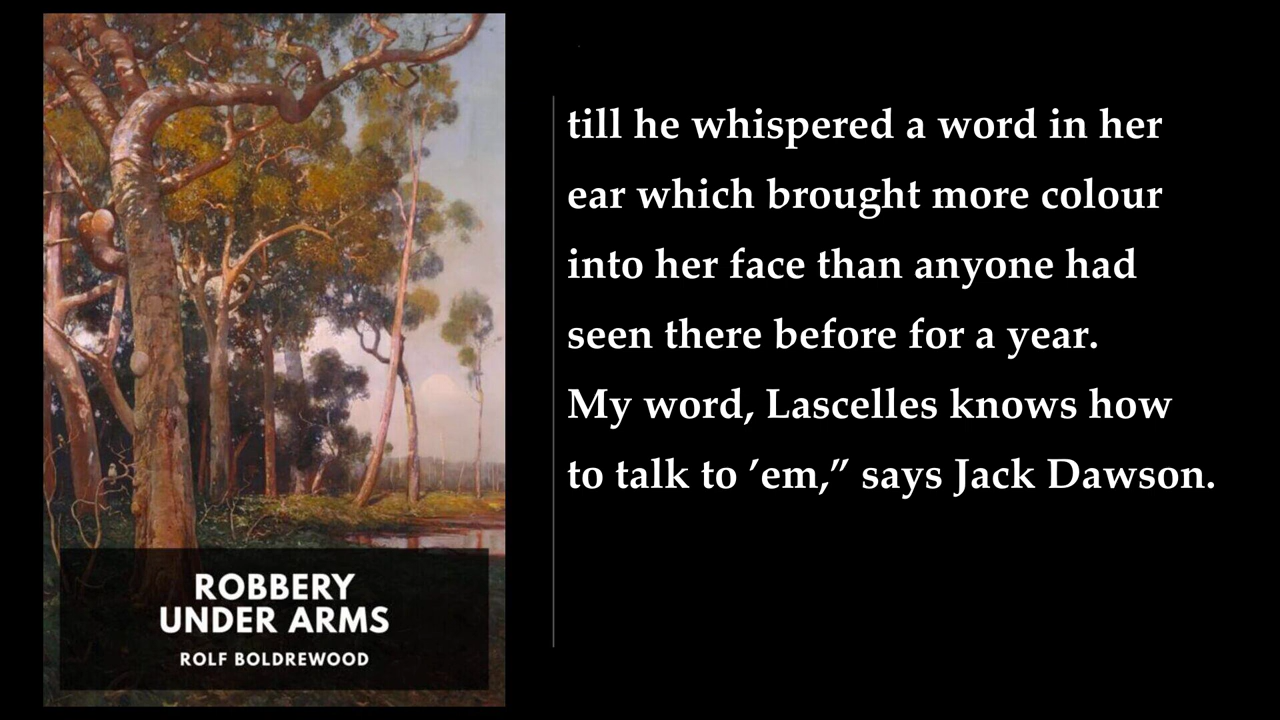 till he whispered a word in her
ear which brought more colour
into her face than anyone had
seen there before for a year.
My word, Lascelles knows how
to talk to ’em,” says Jack Dawson.
ROBBERY
UNDER ARMS
ROLF BOLDREWOOD